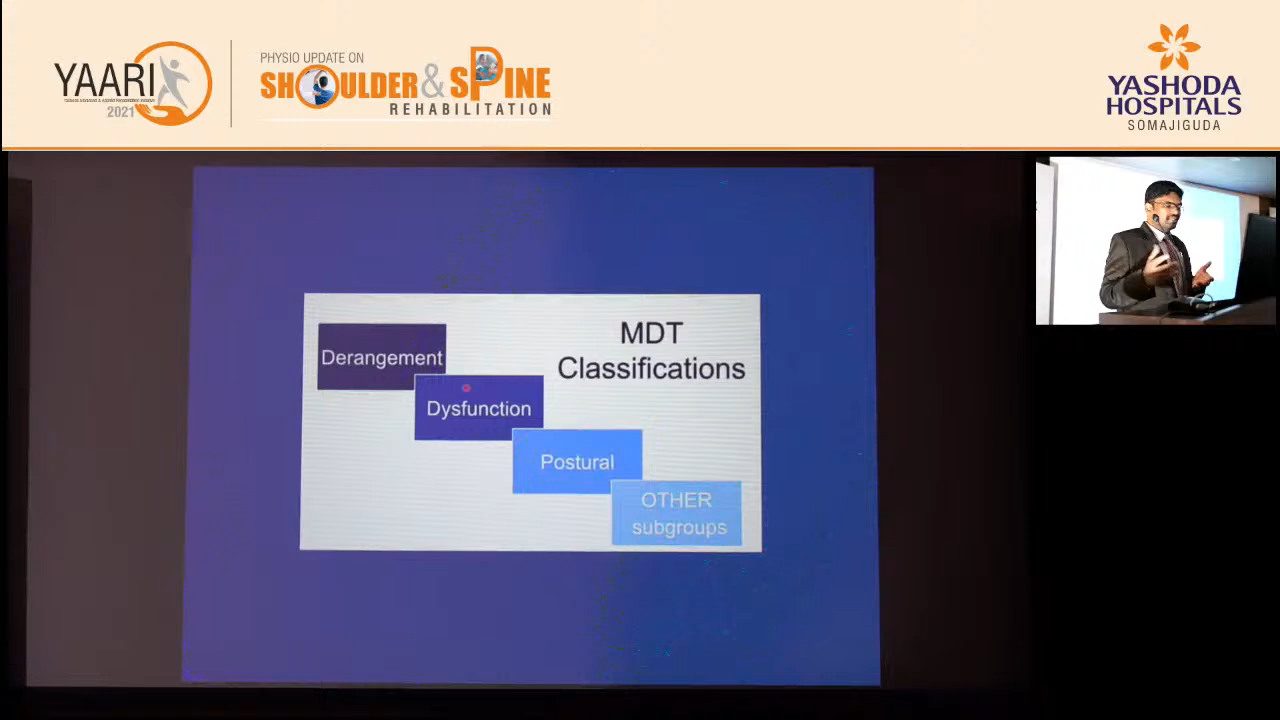 YAARI
2021
PHYSIO UPDATE ON
SHOULDER & SPINE
REHABILITATION
YASHODA
HOSPITALS
SOMAJIGUDA
MDT
Classifications
Derangement
Dysfunction
Postural
OTHER
subgroups